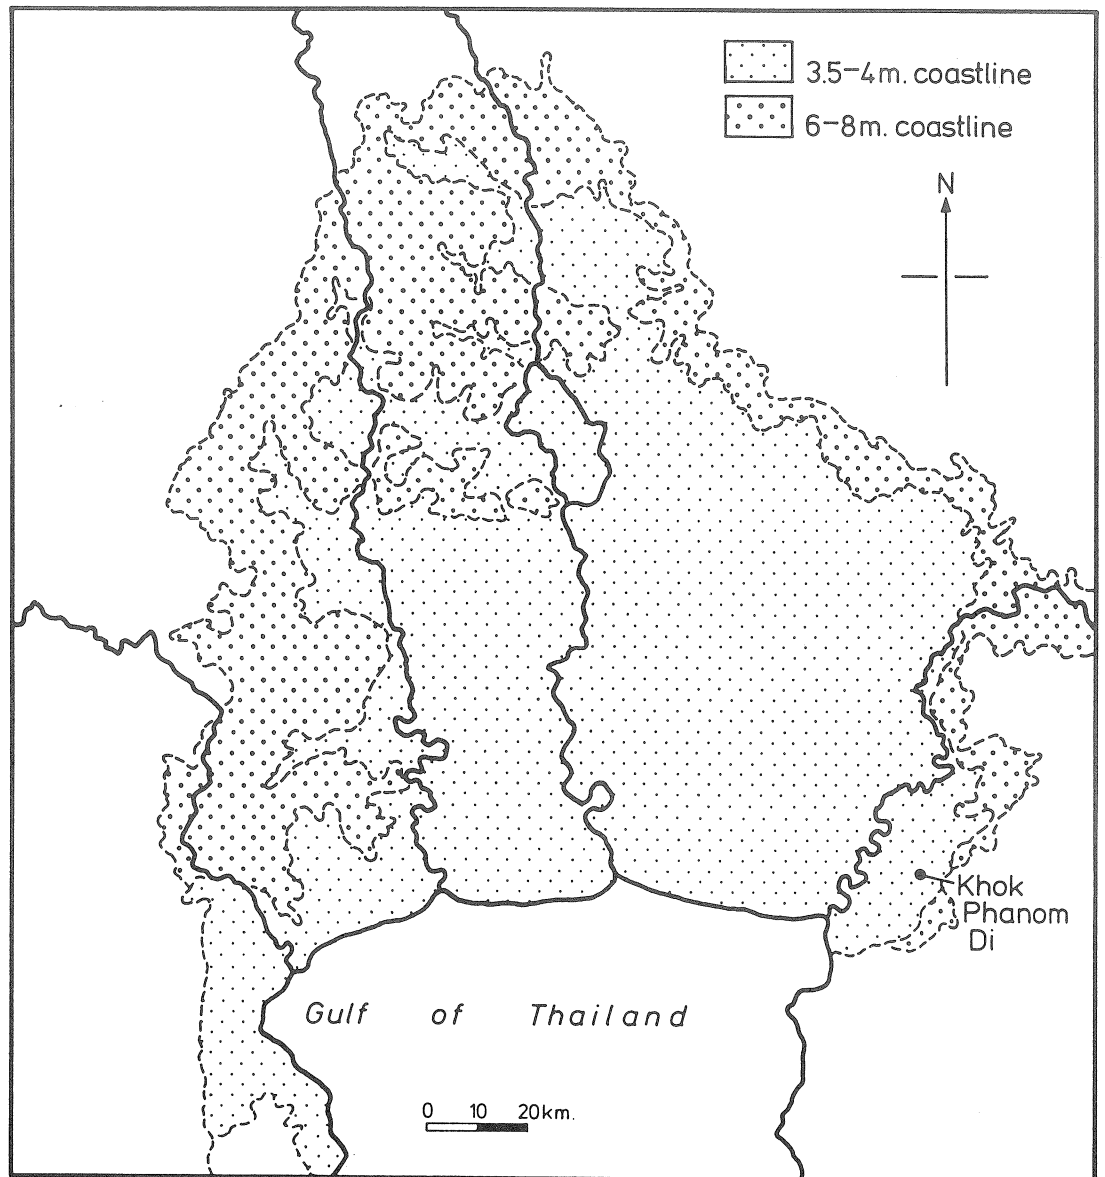 3.5–4m. coastline
6–8m. coastline
N
Khok
Phanom
Di
Gulf of Thailand
0 10 20km.